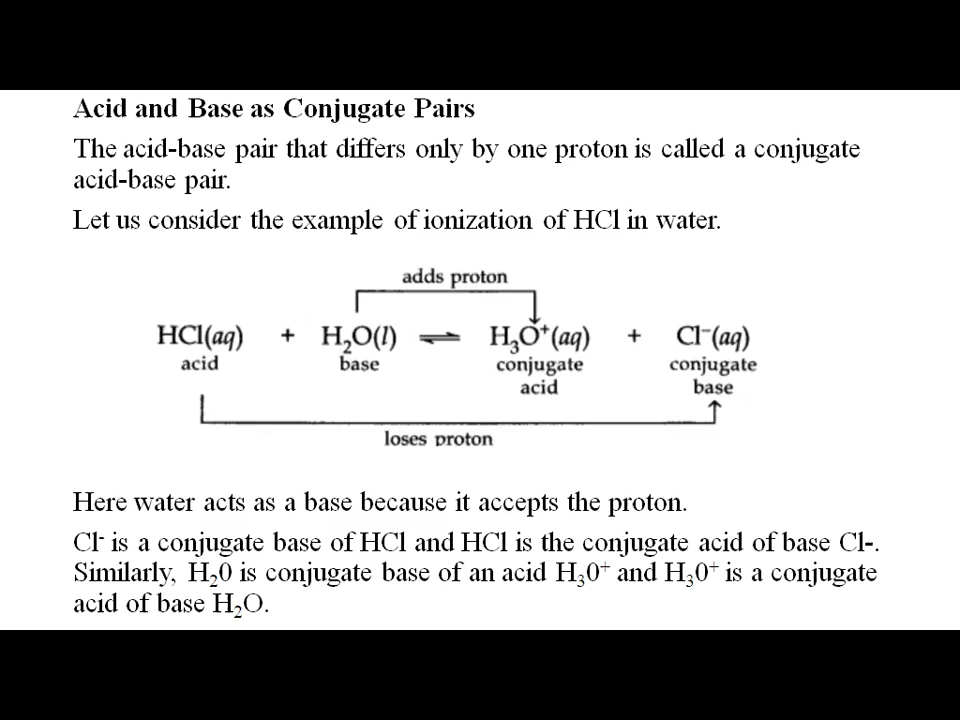 Acid and Base as Conjugate Pairs
The acid-base pair that differs only by one proton is called a conjugate
acid-base pair.
Let us consider the example of ionization of HCl in water.
adds proton
HCl(aq) + H₂O(l) ⇌ H₃O⁺(aq) + Cl⁻(aq)
acid base conjugate conjugate
acid base
loses proton
Here water acts as a base because it accepts the proton.
Cl⁻ is a conjugate base of HCl and HCl is the conjugate acid of base Cl-.
Similarly, H₂0 is conjugate base of an acid H₃0⁺ and H₃0⁺ is a conjugate
acid of base H₂O.